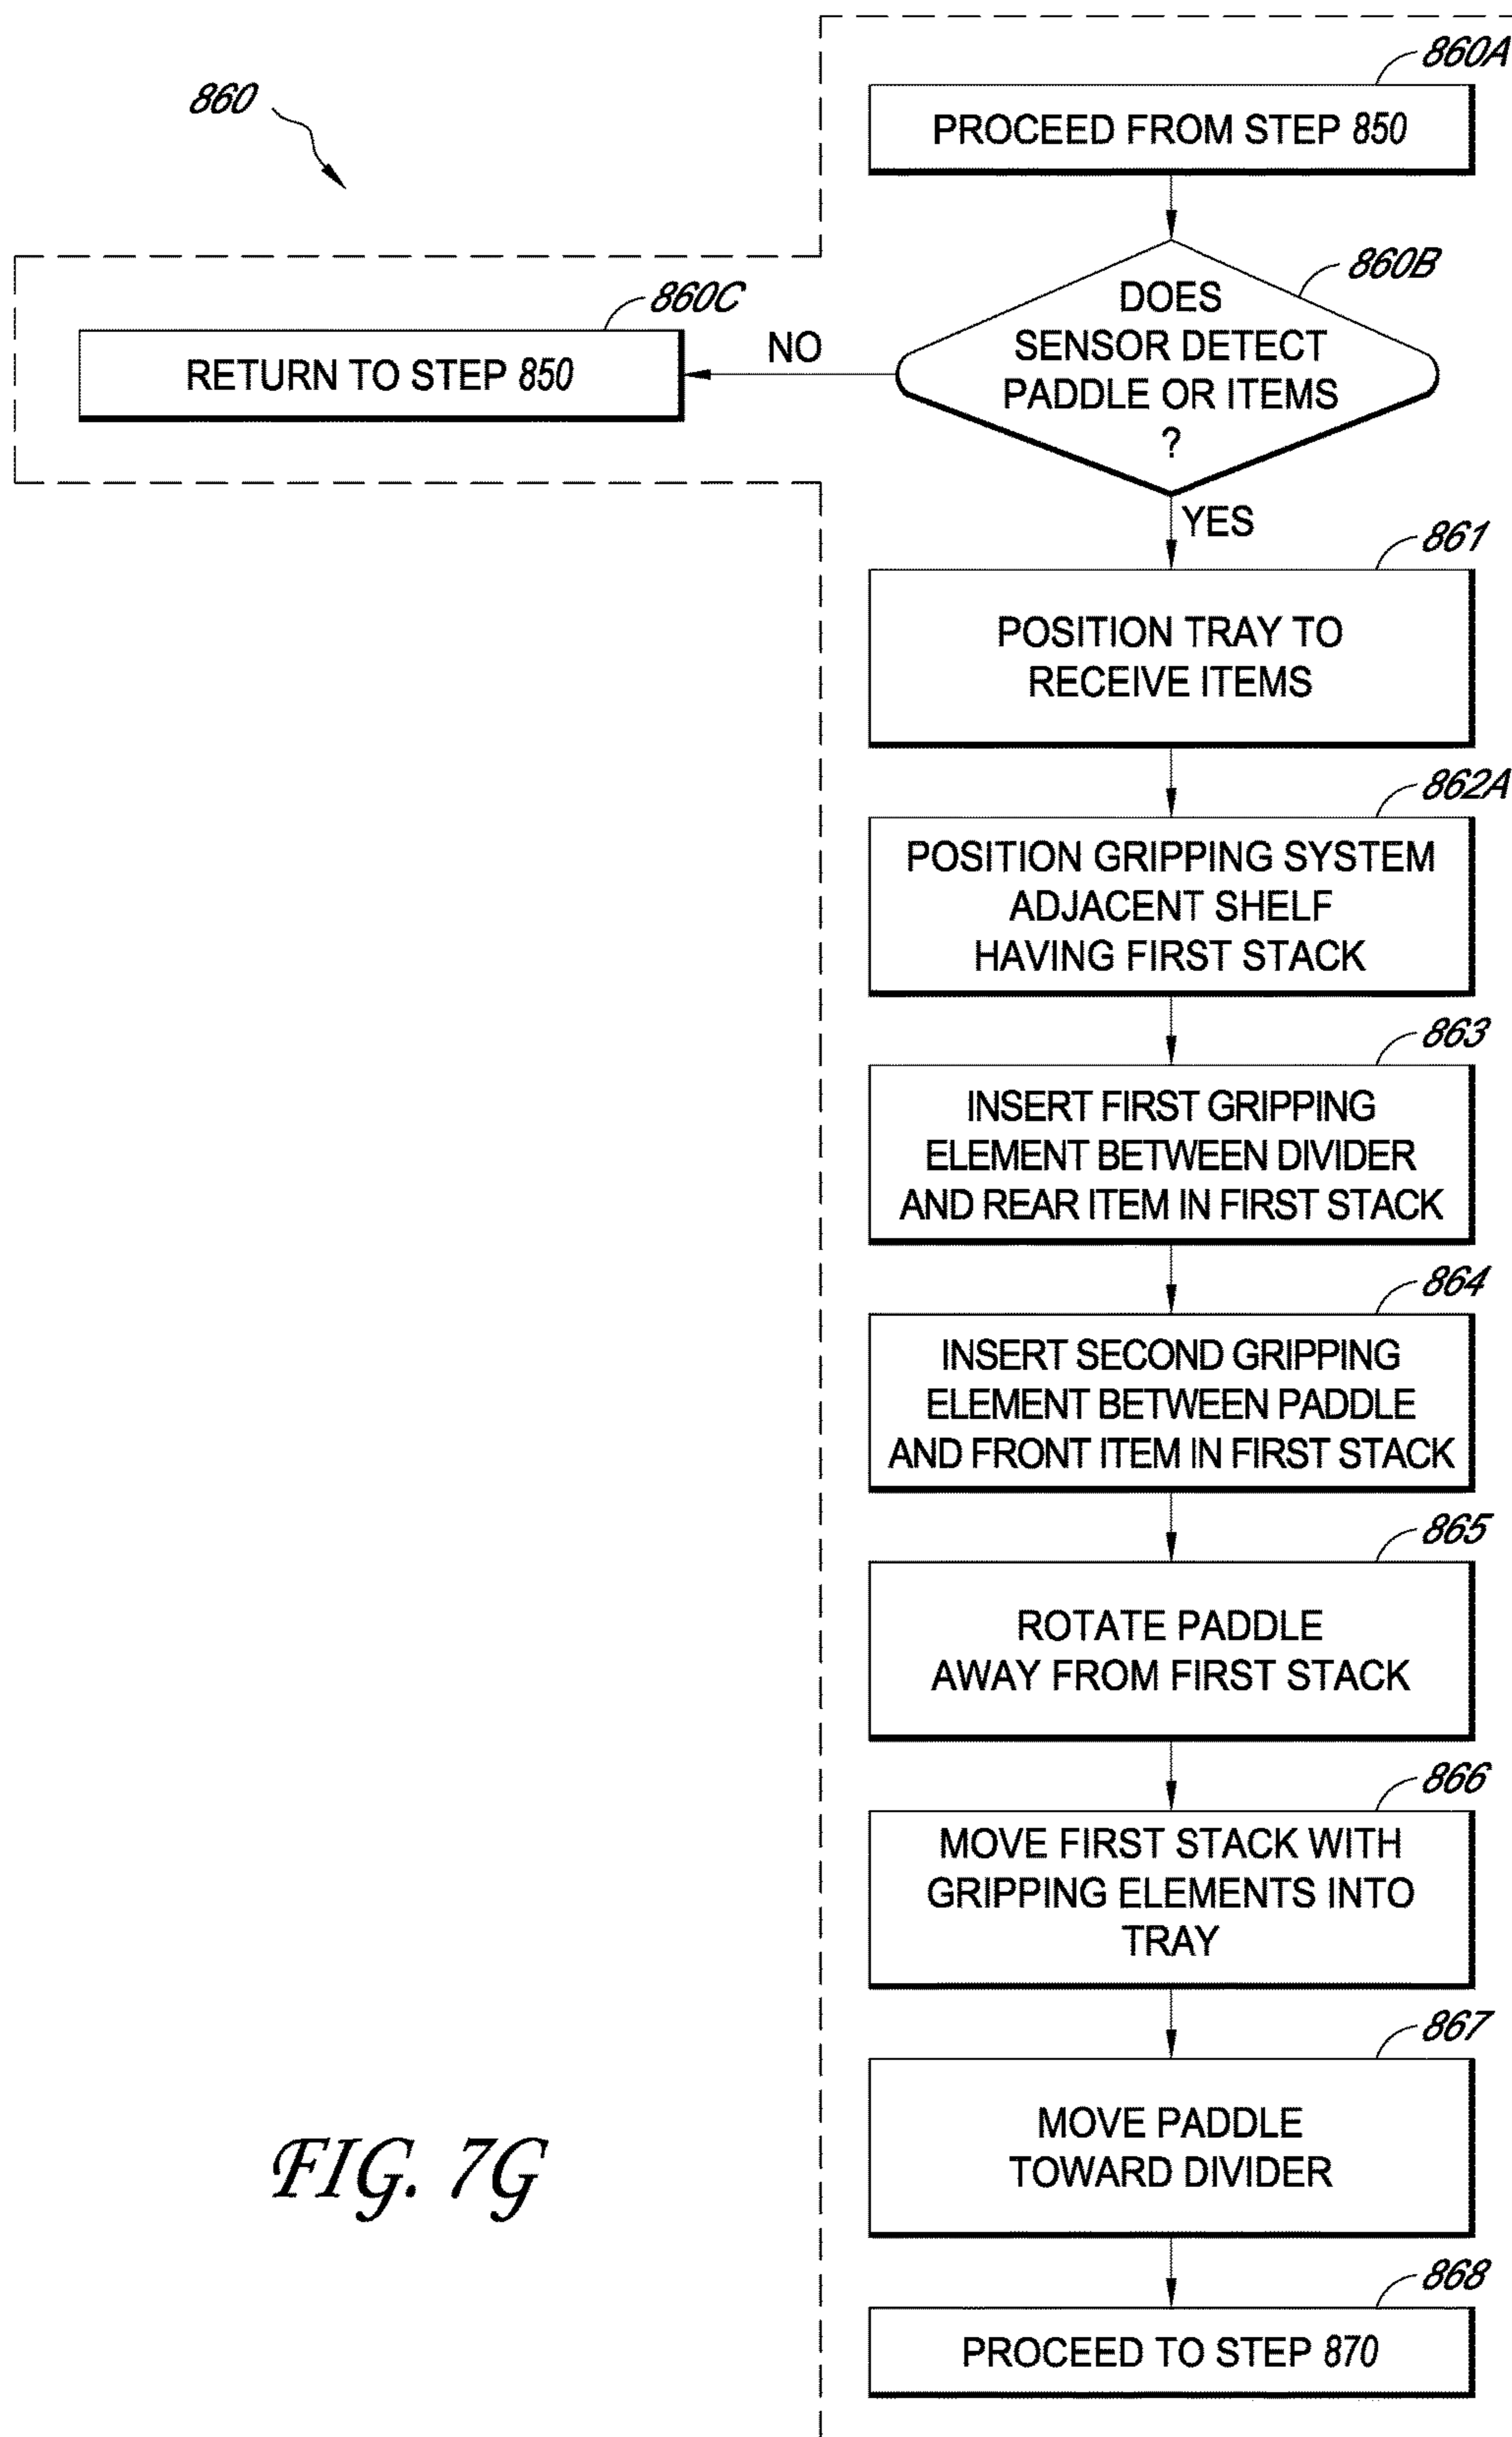 860A
860
PROCEED FROM STEP 850
860B
DOES
SENSOR DETECT
PADDLE OR ITEMS
?
860C
NO
RETURN TO STEP 850
YES
861
POSITION TRAY TO
RECEIVE ITEMS
862A
POSITION GRIPPING SYSTEM
ADJACENT SHELF
HAVING FIRST STACK
863
INSERT FIRST GRIPPING
ELEMENT BETWEEN DIVIDER
AND REAR ITEM IN FIRST STACK
864
INSERT SECOND GRIPPING
ELEMENT BETWEEN PADDLE
AND FRONT ITEM IN FIRST STACK
865
ROTATE PADDLE
AWAY FROM FIRST STACK
866
MOVE FIRST STACK WITH
GRIPPING ELEMENTS INTO
TRAY
867
MOVE PADDLE
TOWARD DIVIDER
868
PROCEED TO STEP 870
FIG. 7G